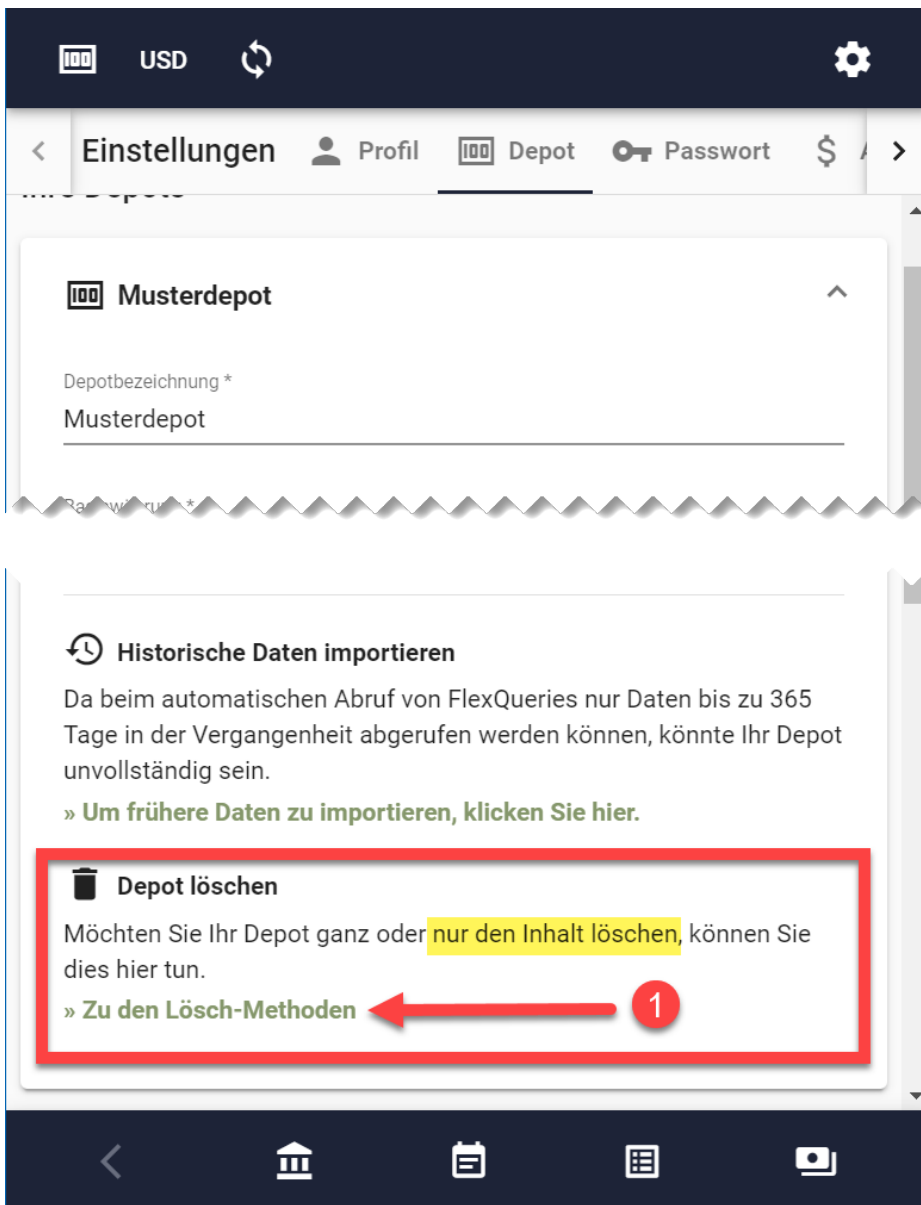 USD
Einstellungen Profil Depot Passwort
Ihre Depots
Musterdepot
Depotbezeichnung *
Musterdepot
Historische Daten importieren
Da beim automatischen Abruf von FlexQueries nur Daten bis zu 365
Tage in der Vergangenheit abgerufen werden können, könnte Ihr Depot
unvollständig sein.
» Um frühere Daten zu importieren, klicken Sie hier.
Depot löschen
Möchten Sie Ihr Depot ganz oder nur den Inhalt löschen, können Sie
dies hier tun.
» Zu den Lösch-Methoden
1